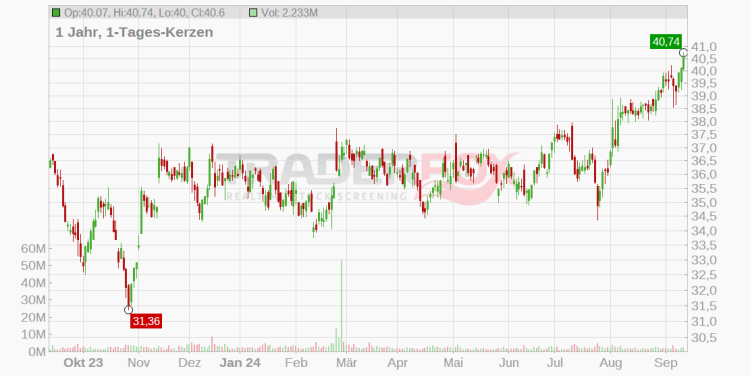 Op:40.07, Hi:40.74, Lo:40, Cl:40.6 Vol: 2.233M
1 Jahr, 1-Tages-Kerzen
40,74
41,0
40,5
40,0
39,5
39,0
38,5
38,0
37,5
37,0
36,5
36,0
35,5
35,0
34,5
34,0
33,5
33,0
32,5
32,0
31,5
31,0
30,5
TRADERFOX
60M
50M
40M
30M
20M
10M
0M
31,36
Okt 23 Nov Dez Jan 24 Feb Mär Apr Mai Jun Jul Aug Sep